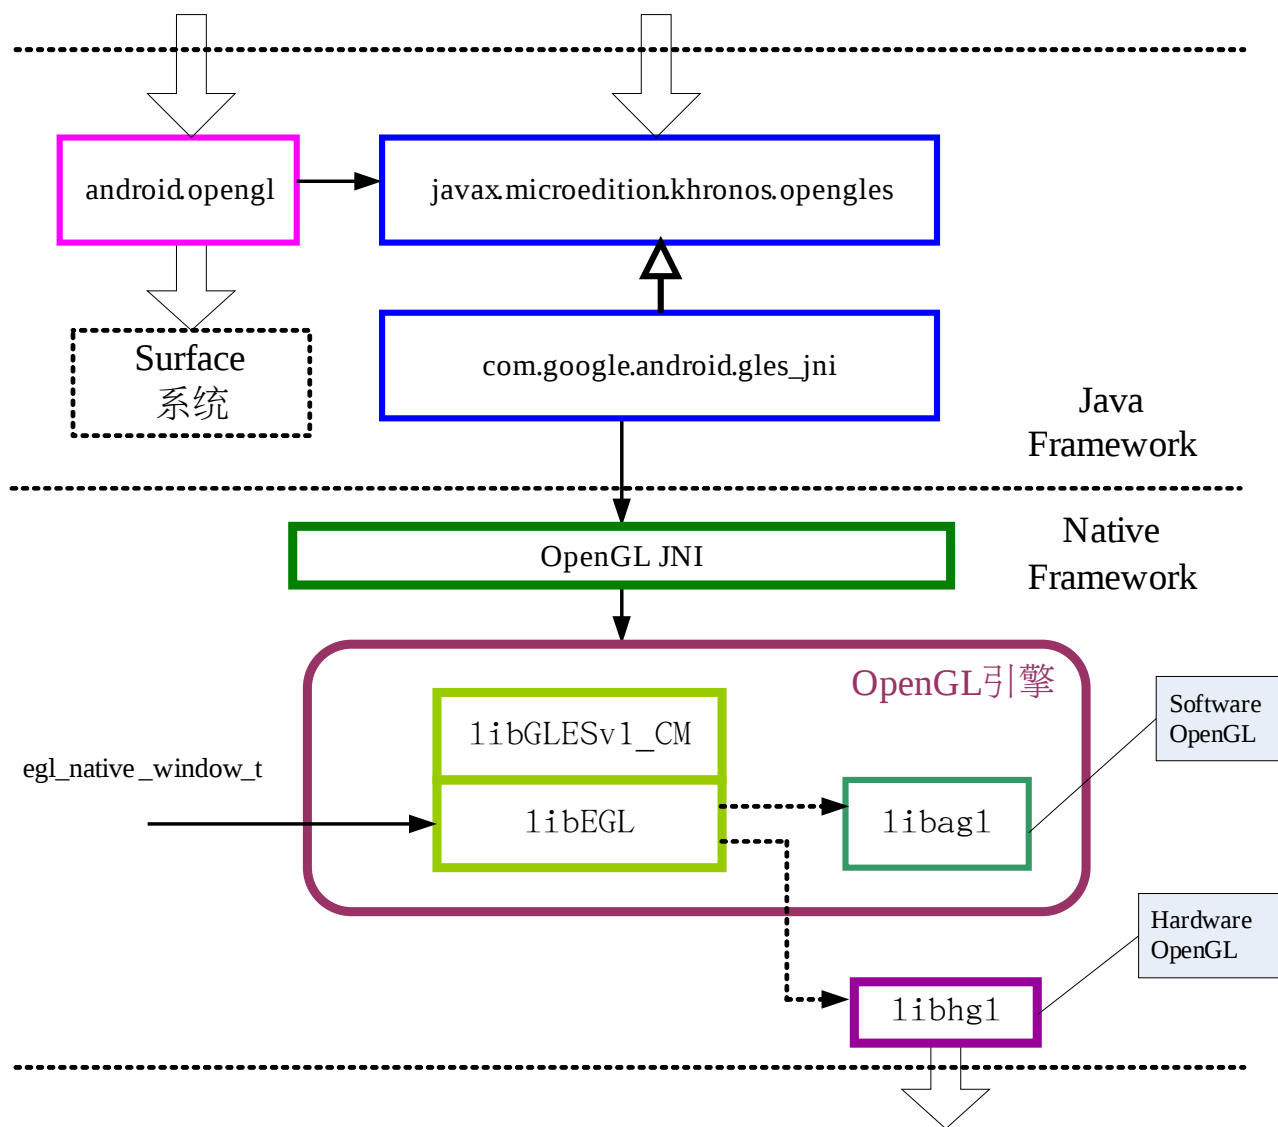 android.opengl
javax.microedition.khronos.opengles
Surface
系统
com.google.android.gles_jni
Java
Framework
Native
Framework
OpenGL JNI
OpenGL引擎
libGLESv1_CM
Software
OpenGL
egl_native_window_t
libEGL
libagl
Hardware
OpenGL
libhgl